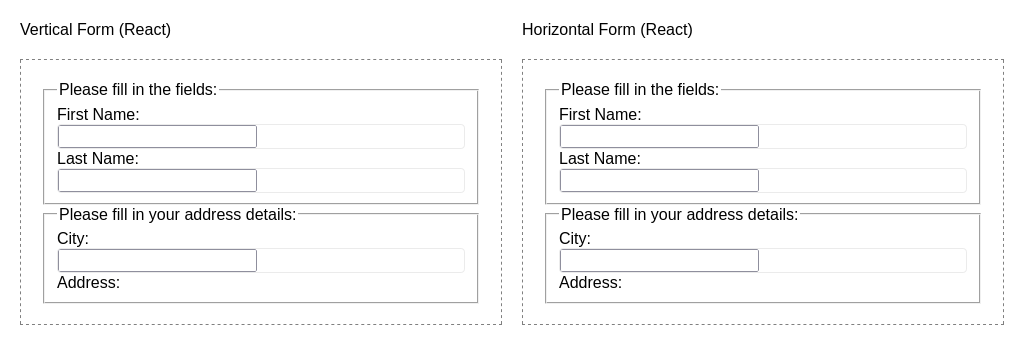 Vertical Form (React)
Please fill in the fields:
First Name:
Last Name:
Please fill in your address details:
City:
Address:
Horizontal Form (React)
Please fill in the fields:
First Name:
Last Name:
Please fill in your address details:
City:
Address: